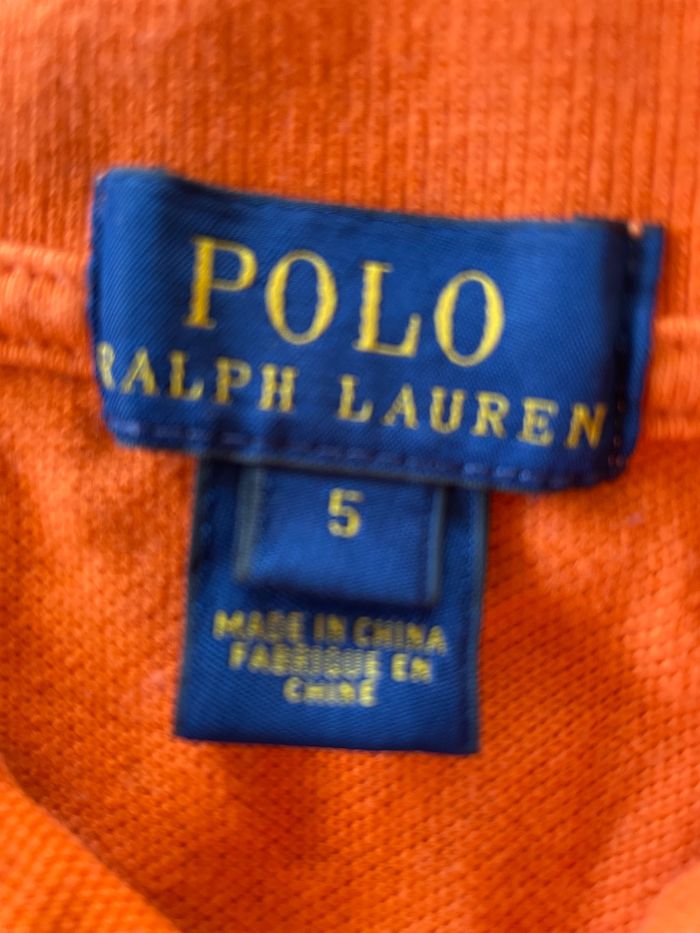 POLO
RALPH LAUREN
5
MADE IN CHINA
FABRIQUE EN
CHINE